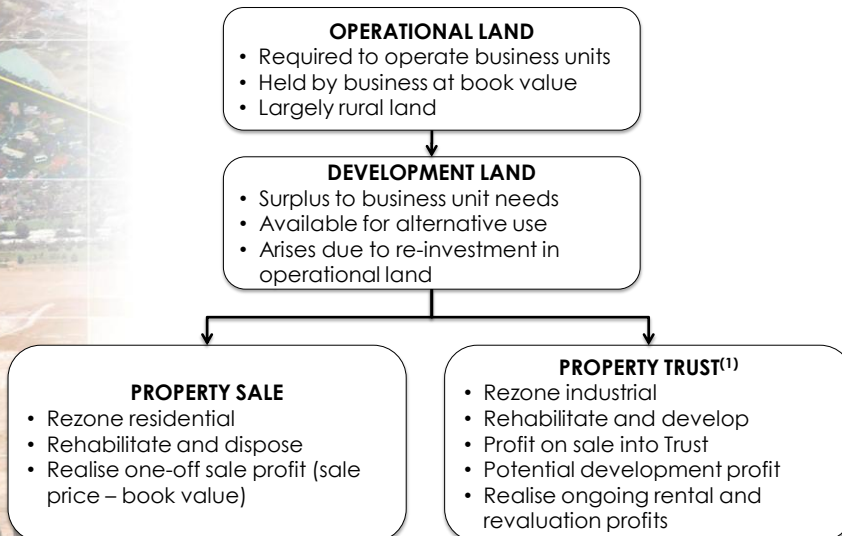 OPERATIONAL LAND
• Required to operate business units
• Held by business at book value
• Largely rural land
DEVELOPMENT LAND
• Surplus to business unit needs
• Available for alternative use
• Arises due to re-investment in
operational land
PROPERTY SALE
• Rezone residential
• Rehabilitate and dispose
• Realise one-off sale profit (sale
price – book value)
PROPERTY TRUST(1)
• Rezone industrial
• Rehabilitate and develop
• Profit on sale into Trust
• Potential development profit
• Realise ongoing rental and
revaluation profits